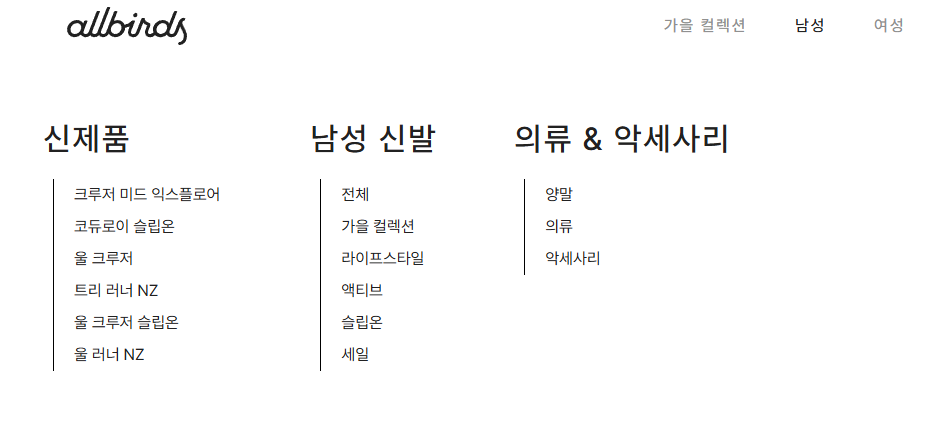 allbirds
가을 컬렉션 남성 여성
신제품
크루저 미드 익스플로어
코듀로이 슬립온
울 크루저
트리 러너 NZ
울 크루저 슬립온
울 러너 NZ
남성 신발
전체
가을 컬렉션
라이프스타일
액티브
슬립온
세일
의류 & 악세사리
양말
의류
악세사리